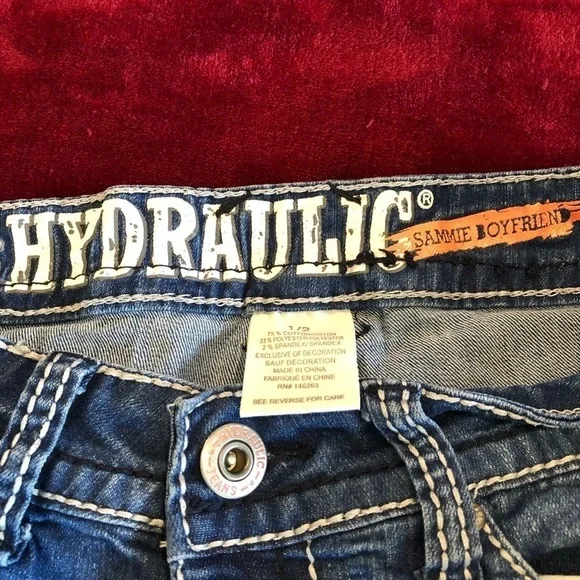 HYDRAULIC®
SAMMIE BOYFRIEND
1/2
75% COTTON/COTON
23% POLYESTER/POLYESTER
2% SPANDEX/SPANDEX
EXCLUSIVE OF DECORATION
SAUF DECORATION
MADE IN CHINA
FABRIQUÉ EN CHINE
RN# 146269
SEE REVERSE FOR CARE
HYDRAULIC
JEANS